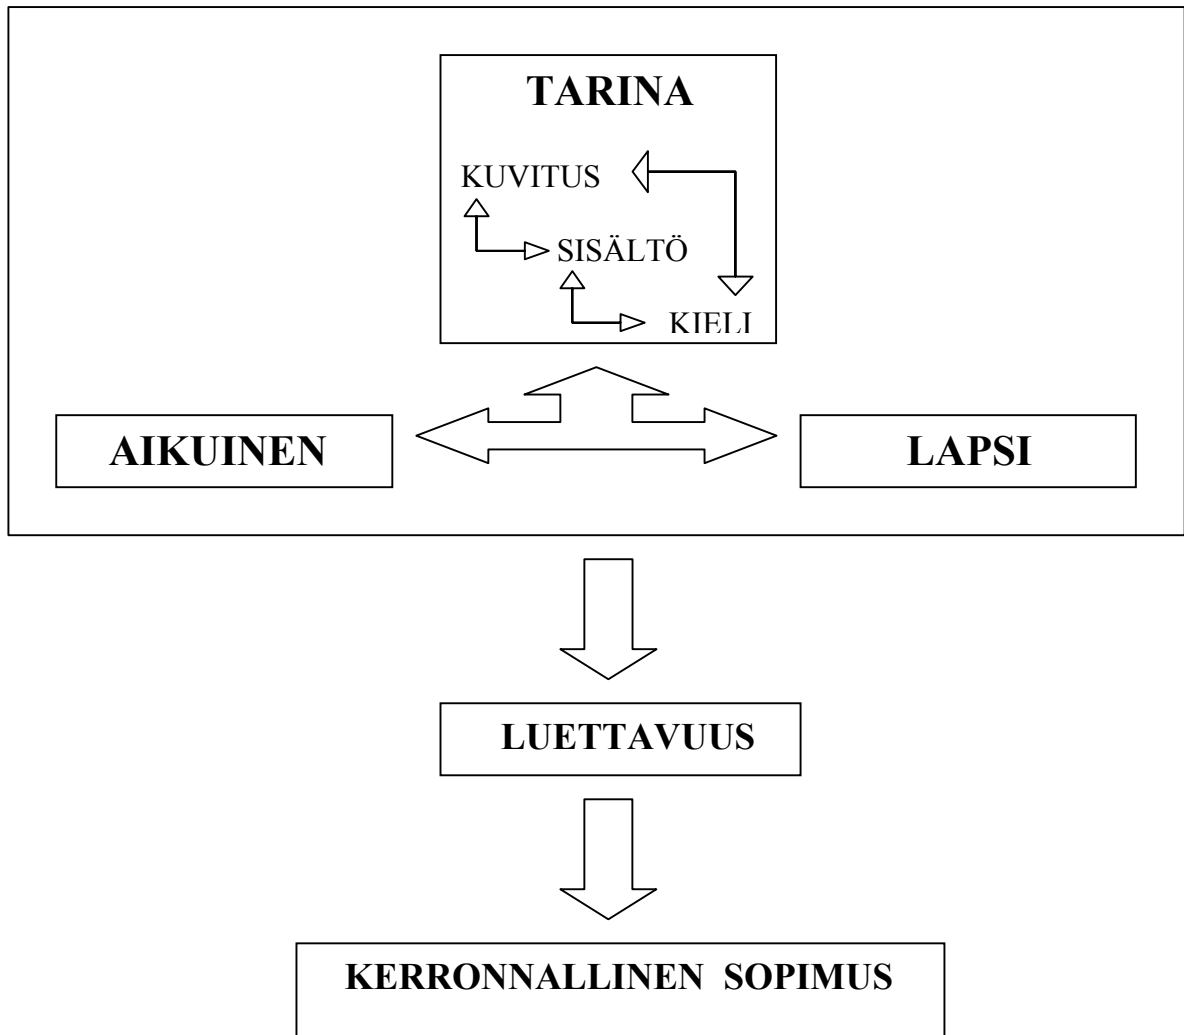 TARINA
KUVITUS
SISÄLTÖ
KIELI
AIKUINEN
LAPSI
LUETTAVUUS
KERRONNALLINEN SOPIMUS